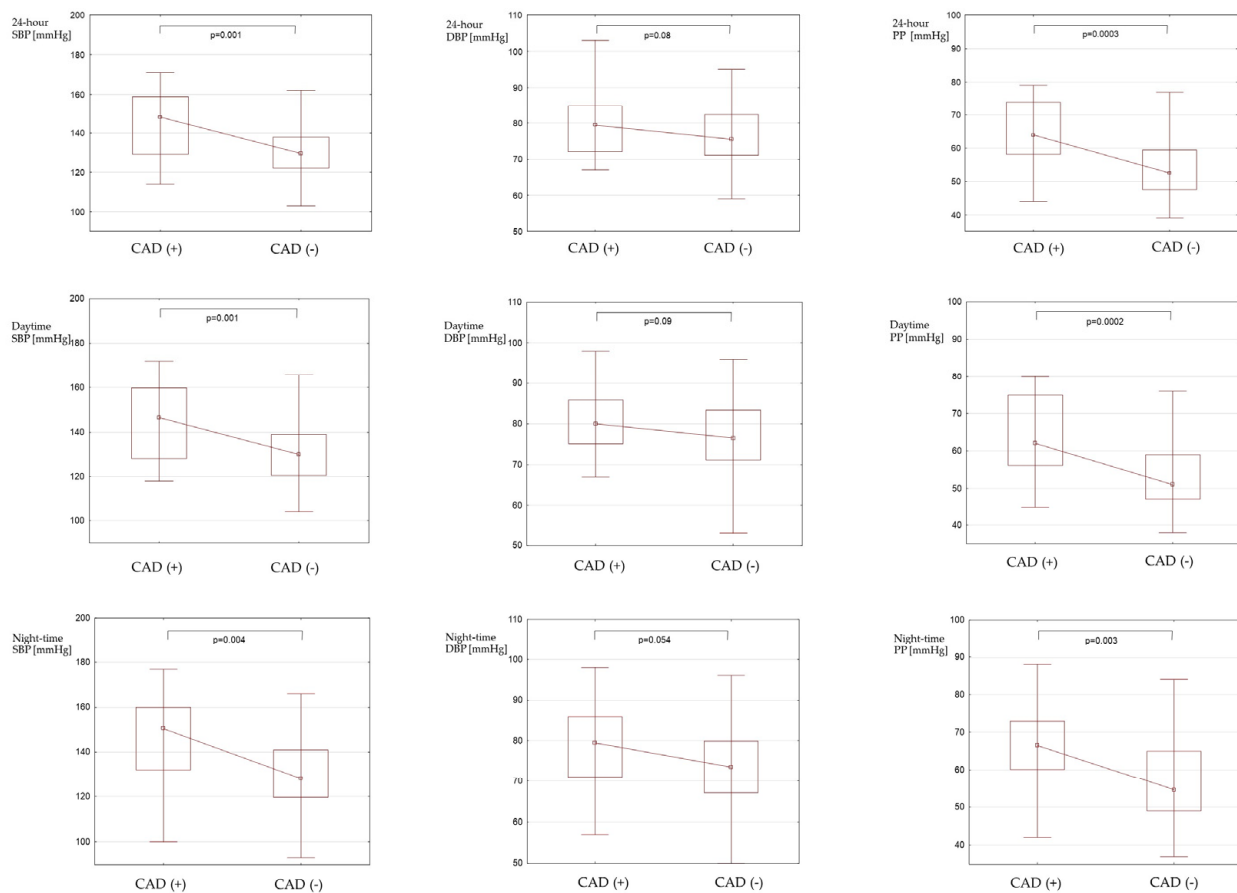 24-hour
SBP [mmHg]
200
180
160
140
120
100
p=0.001
CAD (+)
CAD (-)
24-hour
DBP [mmHg]
110
100
90
80
70
60
50
p=0.08
CAD (+)
CAD (-)
24-hour
PP [mmHg]
100
90
80
70
60
50
40
p=0.0003
CAD (+)
CAD (-)
Daytime
SBP [mmHg]
200
180
160
140
120
100
p=0.001
CAD (+)
CAD (-)
Daytime
DBP [mmHg]
110
100
90
80
70
60
50
p=0.09
CAD (+)
CAD (-)
Daytime
PP [mmHg]
100
90
80
70
60
50
40
p=0.0002
CAD (+)
CAD (-)
Night-time
SBP [mmHg]
200
180
160
140
120
100
p=0.004
CAD (+)
CAD (-)
Night-time
DBP [mmHg]
110
100
90
80
70
60
50
p=0.054
CAD (+)
CAD (-)
Night-time
PP [mmHg]
100
90
80
70
60
50
40
p=0.003
CAD (+)
CAD (-)